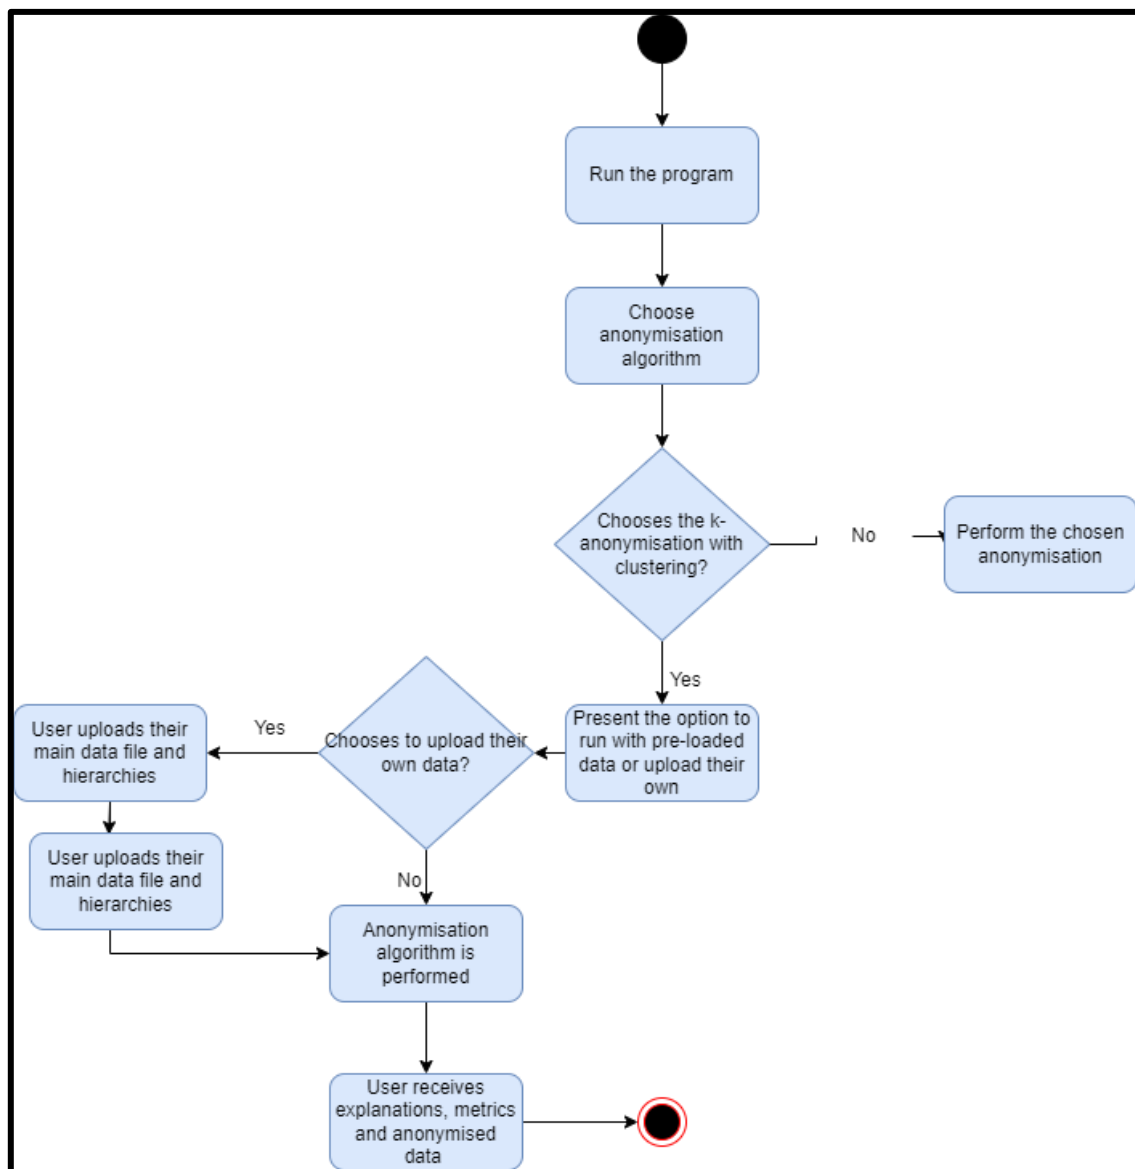 Run the program
Choose
anonymisation
algorithm
Chooses the k-
anonymisation with
clustering?
No
Perform the chosen
anonymisation
Yes
Present the option to
run with pre-loaded
data or upload their
own
Chooses to upload their
own data?
Yes
User uploads their
main data file and
hierarchies
User uploads their
main data file and
hierarchies
No
Anonymisation
algorithm is
performed
User receives
explanations, metrics
and anonymised
data